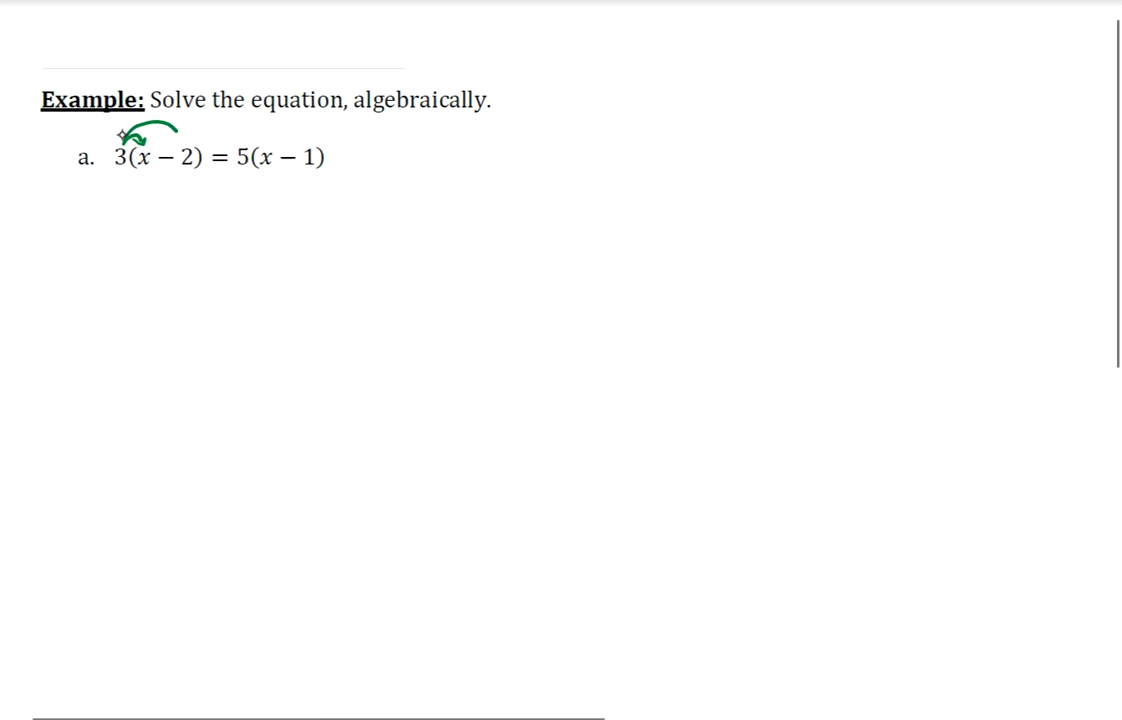 Example: Solve the equation, algebraically.
a. 3(x − 2) = 5(x − 1)